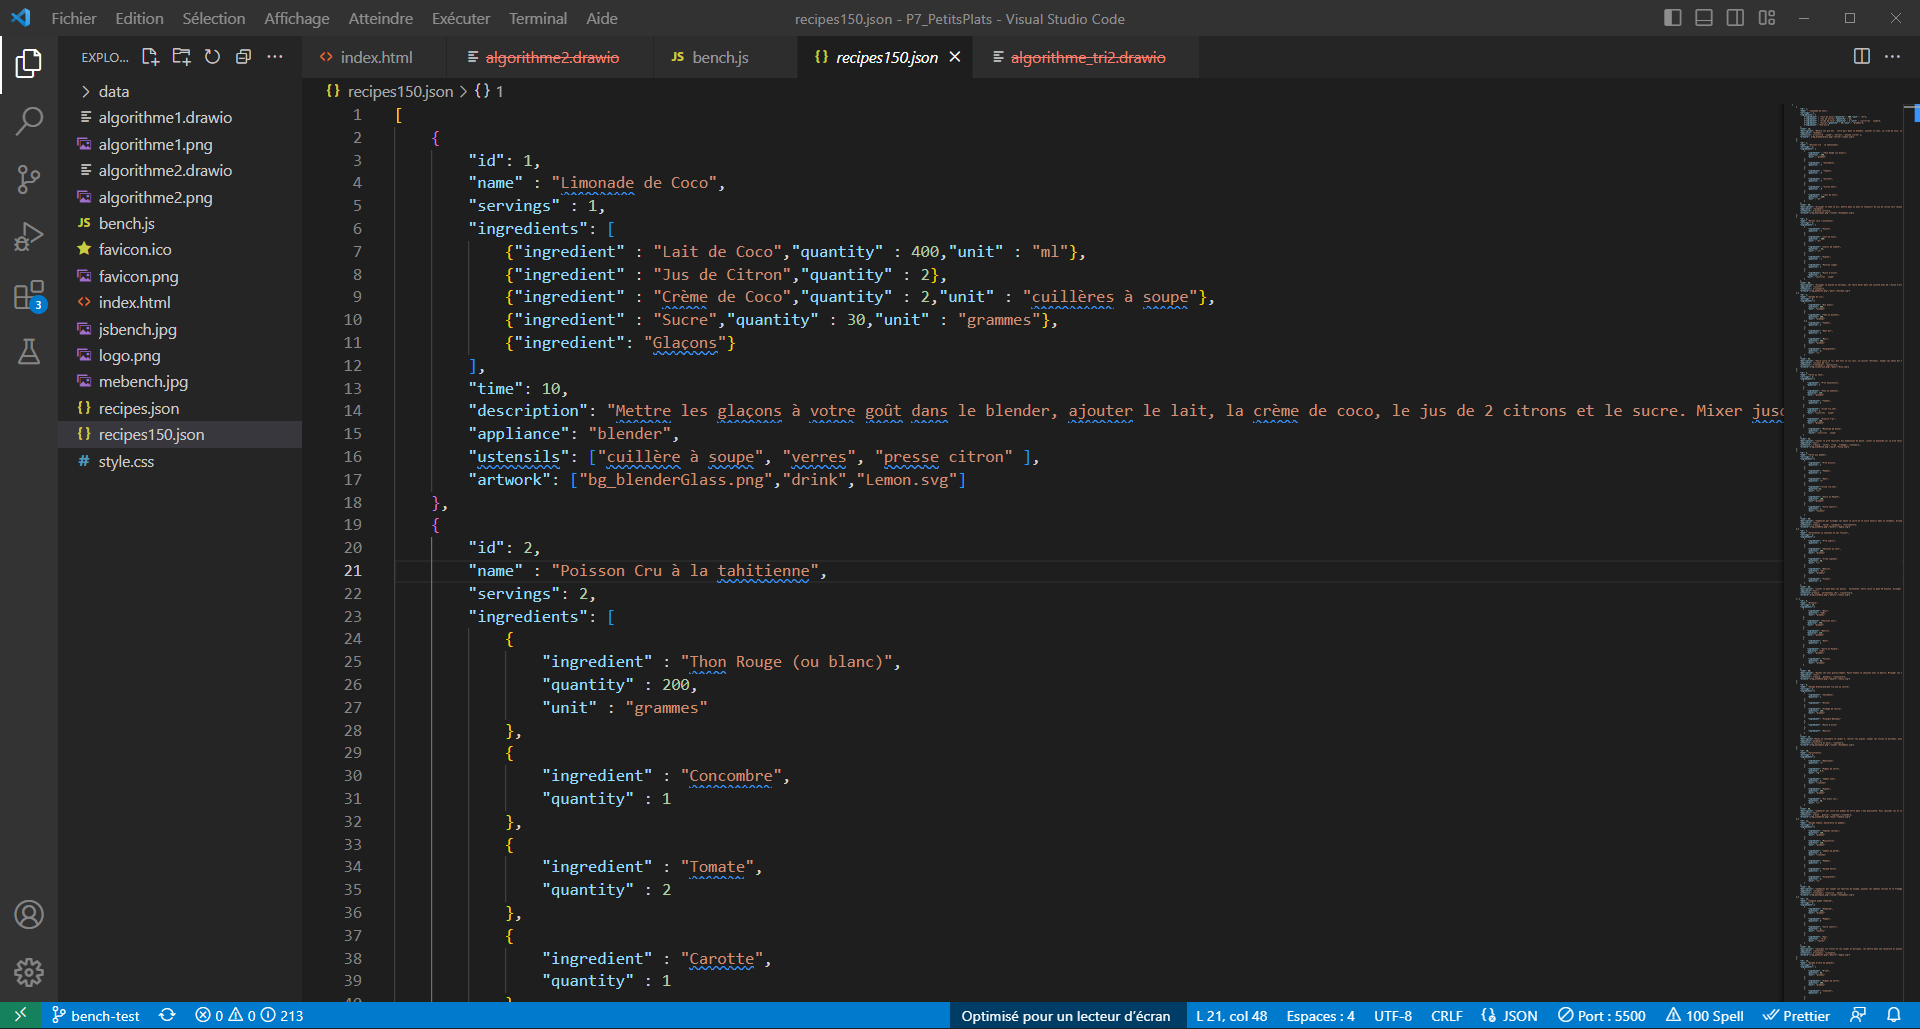 Fichier Edition Sélection Affichage Atteindre Exécuter Terminal Aide
recipes150.json - P7_PetitsPlats - Visual Studio Code
EXPLO...
index.html
algorithme2.drawio
JS bench.js
{} recipes150.json
algorithme_tri2.drawio
{} recipes150.json > {} 1
data
algorithme1.drawio
algorithme1.png
algorithme2.drawio
algorithme2.png
JS bench.js
favicon.ico
favicon.png
<> index.html
jsbench.jpg
logo.png
mebench.jpg
{} recipes.json
{} recipes150.json
# style.css
3
1 [
2 {
3 "id": 1,
4 "name" : "Limonade de Coco",
5 "servings" : 1,
6 "ingredients": [
7 {"ingredient" : "Lait de Coco","quantity" : 400,"unit" : "ml"},
8 {"ingredient" : "Jus de Citron","quantity" : 2},
9 {"ingredient" : "Crème de Coco","quantity" : 2,"unit" : "cuillères à soupe"},
10 {"ingredient" : "Sucre","quantity" : 30,"unit" : "grammes"},
11 {"ingredient": "Glaçons"}
12 ],
13 "time": 10,
14 "description": "Mettre les glaçons à votre goût dans le blender, ajouter le lait, la crème de coco, le jus de 2 citrons et le sucre. Mixer jusq
15 "appliance": "blender",
16 "ustensils": ["cuillère à soupe", "verres", "presse citron" ],
17 "artwork": ["bg_blenderGlass.png","drink","Lemon.svg"]
18 },
19 {
20 "id": 2,
21 "name" : "Poisson Cru à la tahitienne",
22 "servings": 2,
23 "ingredients": [
24 {
25 "ingredient" : "Thon Rouge (ou blanc)",
26 "quantity" : 200,
27 "unit" : "grammes"
28 },
29 {
30 "ingredient" : "Concombre",
31 "quantity" : 1
32 },
33 {
34 "ingredient" : "Tomate",
35 "quantity" : 2
36 },
37 {
38 "ingredient" : "Carotte",
39 "quantity" : 1
bench-test
0 0 213
Optimisé pour un lecteur d'écran
L 21, col 48
Espaces : 4
UTF-8
CRLF
{} JSON
Port : 5500
100 Spell
Prettier